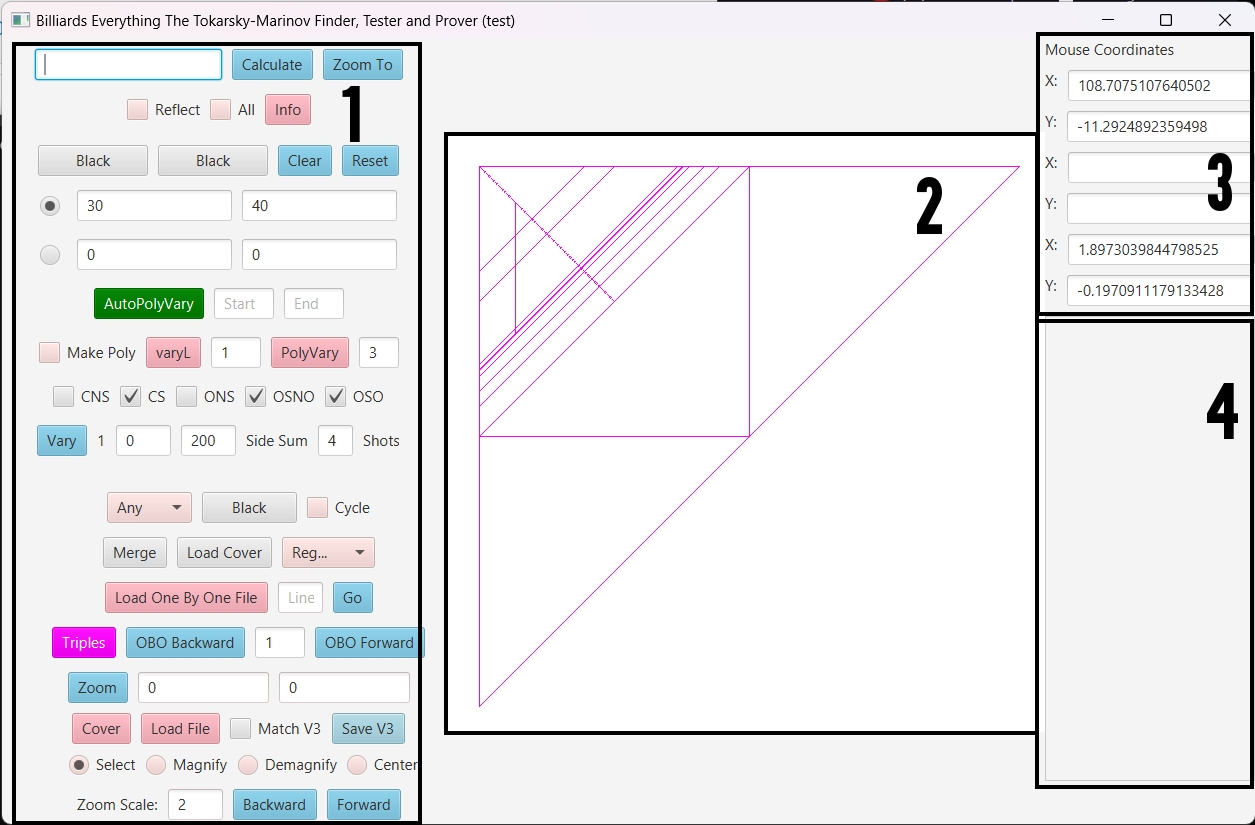 Billiards Everything The Tokarsky-Marinov Finder, Tester and Prover (test)
Calculate Zoom To
Reflect All Info
1
Black Black Clear Reset
30 40
0 0
AutoPolyVary Start End
Make Poly varyL 1 PolyVary 3
CNS CS ONS OSNO OSO
Vary 1 0 200 Side Sum 4 Shots
Any Black Cycle
Merge Load Cover Reg...
Load One By One File Line Go
Triples OBO Backward 1 OBO Forward
Zoom 0 0
Cover Load File Match V3 Save V3
Select Magnify Demagnify Center
Zoom Scale: 2 Backward Forward
2
Mouse Coordinates
X: 108.7075107640502
Y: -11.2924892359498
X:
Y:
3
X: 1.8973039844798525
Y: -0.1970911179133428
4